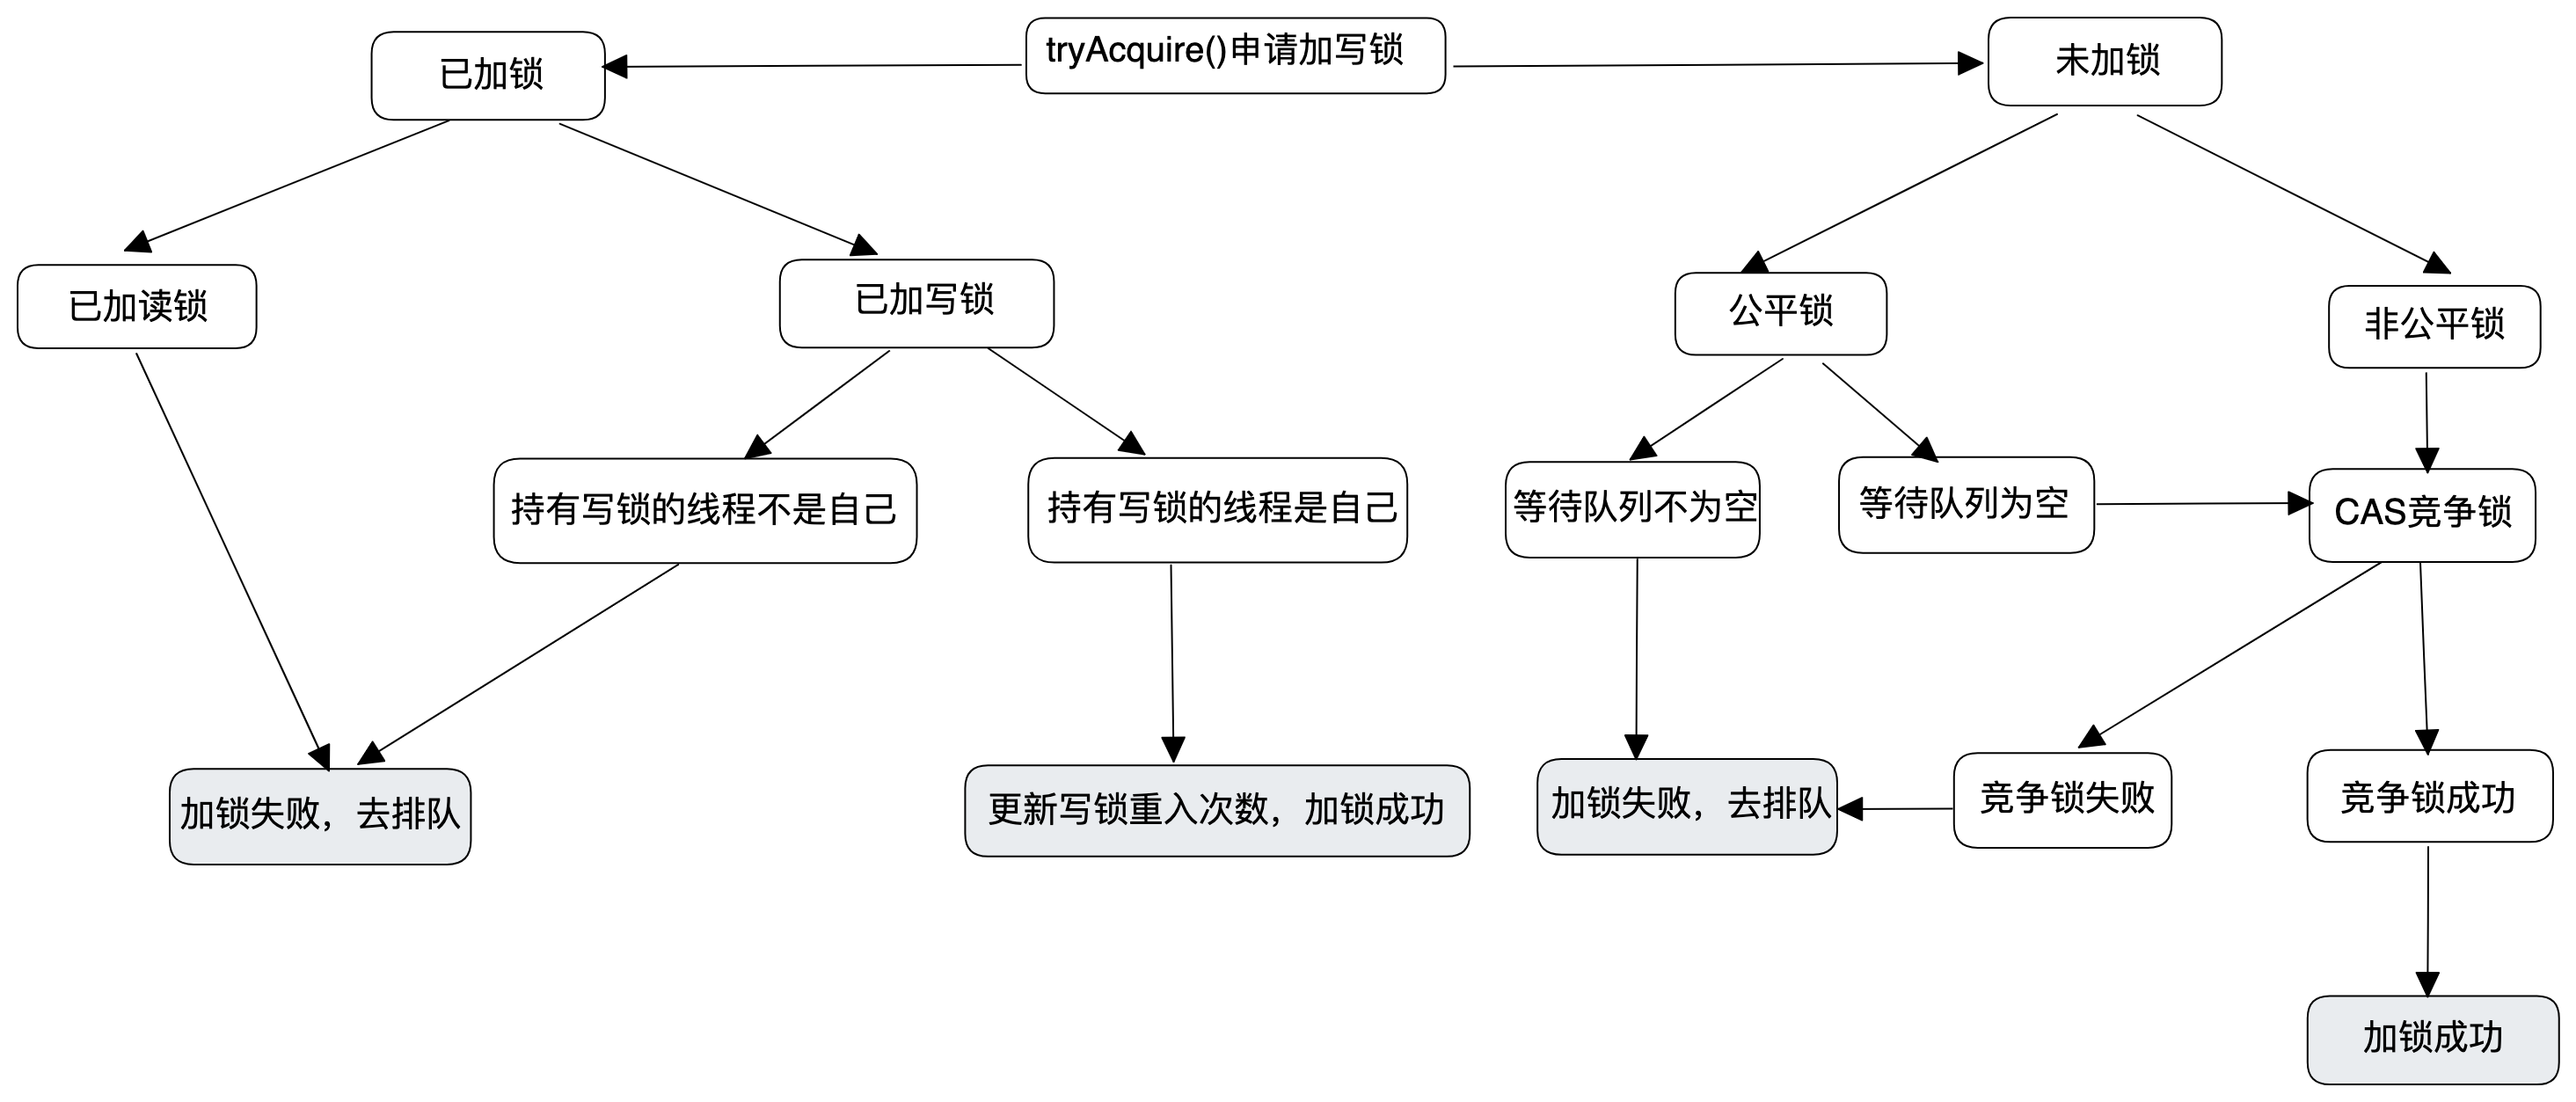 tryAcquire()申请加写锁
已加锁
未加锁
已加读锁
已加写锁
公平锁
非公平锁
持有写锁的线程不是自己
持有写锁的线程是自己
等待队列不为空
等待队列为空
CAS竞争锁
加锁失败，去排队
更新写锁重入次数，加锁成功
加锁失败，去排队
竞争锁失败
竞争锁成功
加锁成功